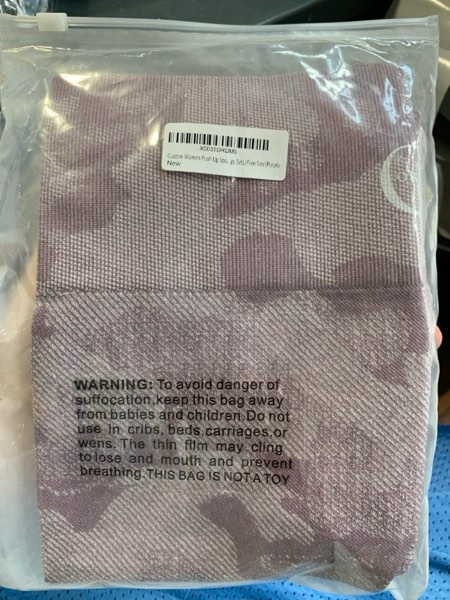 Custom Women
New
WARNING: To avoid danger of
suffocation keep this bag away
from babies and children.Do not
use in cribs, beds.carriages.or
wens. The thin film may cling
to lose and mouth and prevent
breathing.THIS BAG IS NOT A TOY